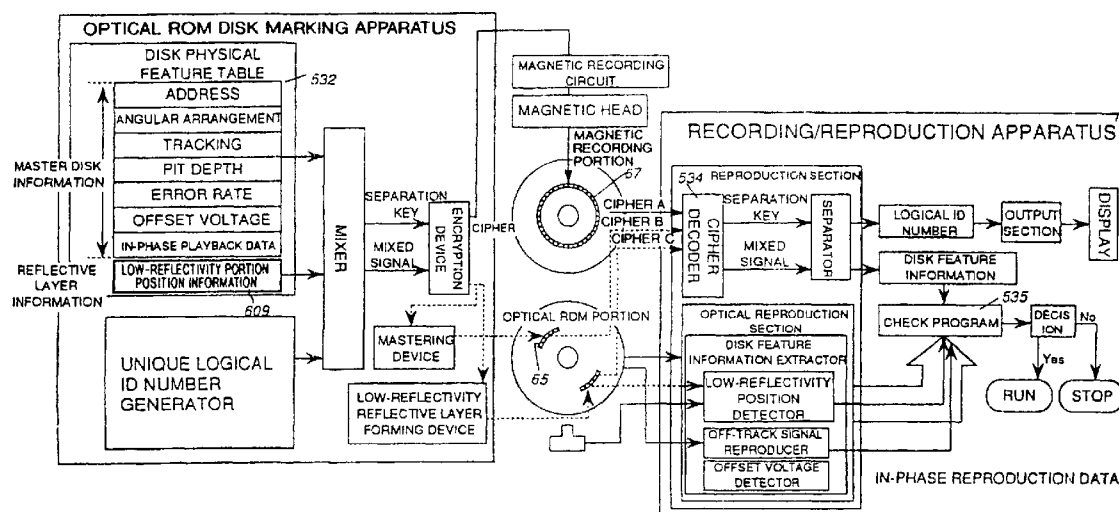 OPTICAL ROM DISK MARKING APPARATUS
DISK PHYSICAL
FEATURE TABLE
532
ADDRESS
ANGULAR ARRANGEMENT
TRACKING
PIT DEPTH
ERROR RATE
OFFSET VOLTAGE
IN-PHASE PLAYBACK DATA
LOW-REFLECTIVITY PORTION
POSITION INFORMATION
609
MASTER DISK
INFORMATION
REFLECTIVE
LAYER
INFORMATION
UNIQUE LOGICAL
ID NUMBER
GENERATOR
MIXER
SEPARATION
KEY
MIXED
SIGNAL
ENCRYPTION
DEVICE
CIPHER
MASTERING
DEVICE
LOW-REFLECTIVITY
REFLECTIVE LAYER
FORMING DEVICE
MAGNETIC RECORDING
CIRCUIT
MAGNETIC HEAD
MAGNETIC
RECORDING
PORTION
67
CIPHER A
CIPHER B
CIPHER C
OPTICAL ROM PORTION
65
RECORDING/REPRODUCTION APPARATUS
REPRODUCTION SECTION
534
CIPHER
DECODER
SEPARATION
KEY
MIXED
SIGNAL
SEPARATOR
LOGICAL ID
NUMBER
OUTPUT
SECTION
DISPLAY
DISK FEATURE
INFORMATION
535
CHECK PROGRAM
DECIS
ION
No
YES
RUN
STOP
OPTICAL REPRODUCTION
SECTION
DISK FEATURE
INFORMATION EXTRACTOR
LOW-REFLECTIVITY
POSITION
DETECTOR
OFF-TRACK SIGNAL
REPRODUCER
OFFSET VOLTAGE
DETECTOR
IN-PHASE REPRODUCTION DATA